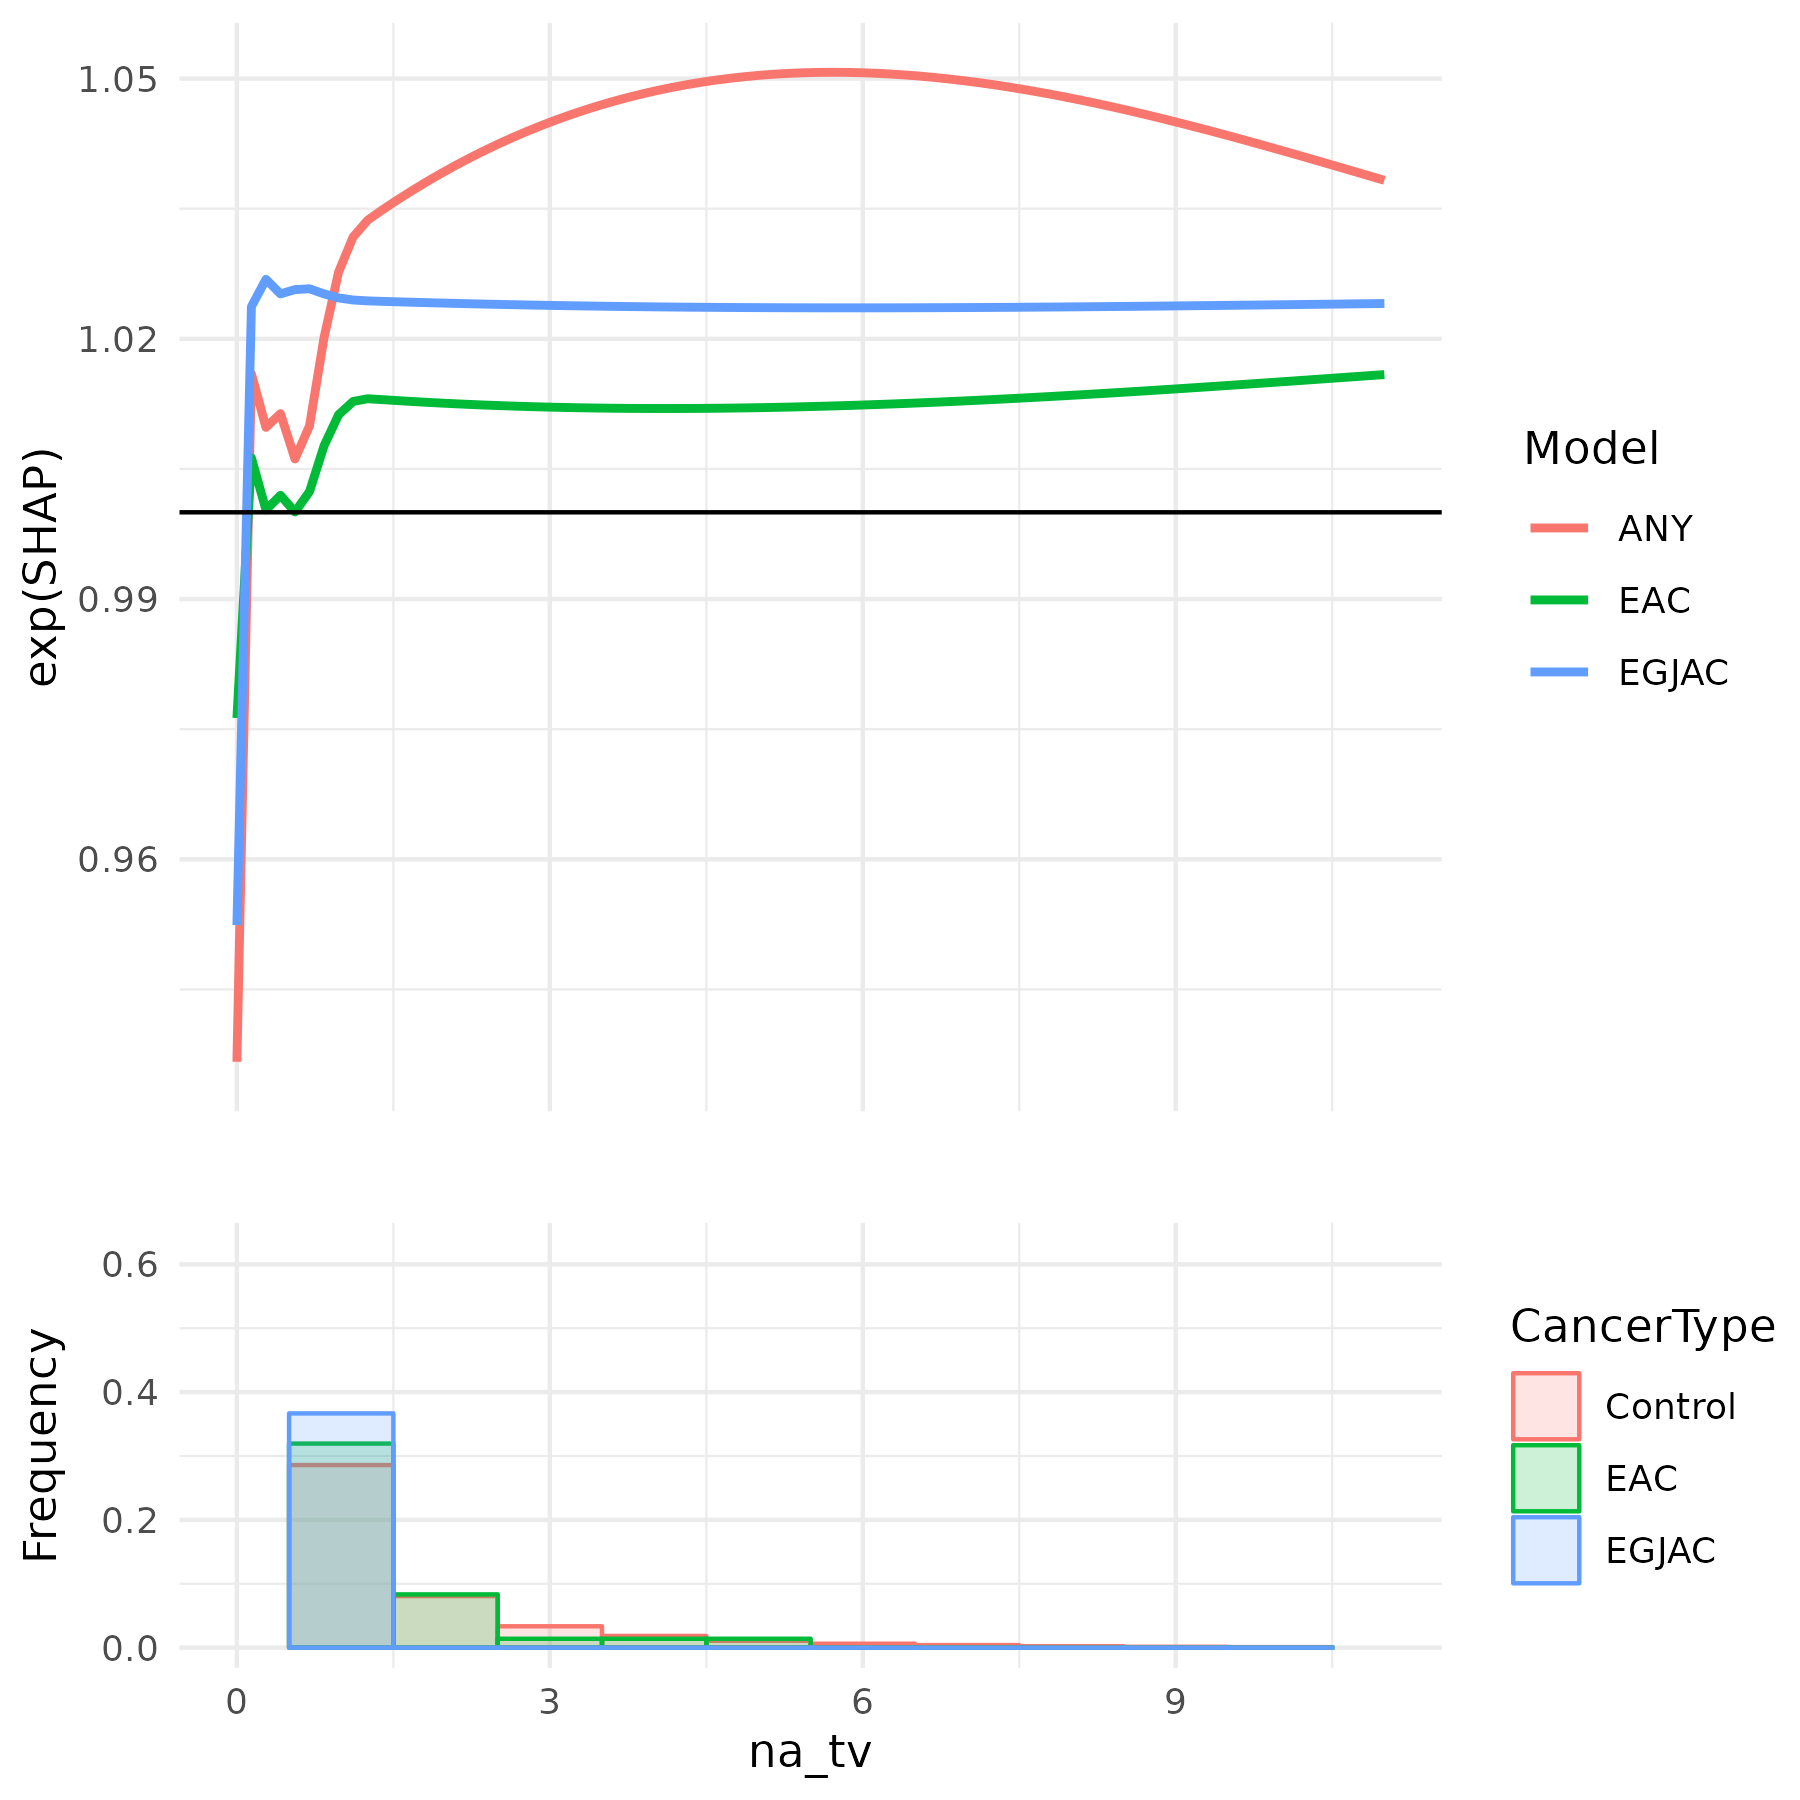 1.05
1.02
0.99
0.96
exp(SHAP)
Model
ANY
EAC
EGJAC
0.6
0.4
0.2
0.0
Frequency
0 3 6 9
na_tv
CancerType
Control
EAC
EGJAC